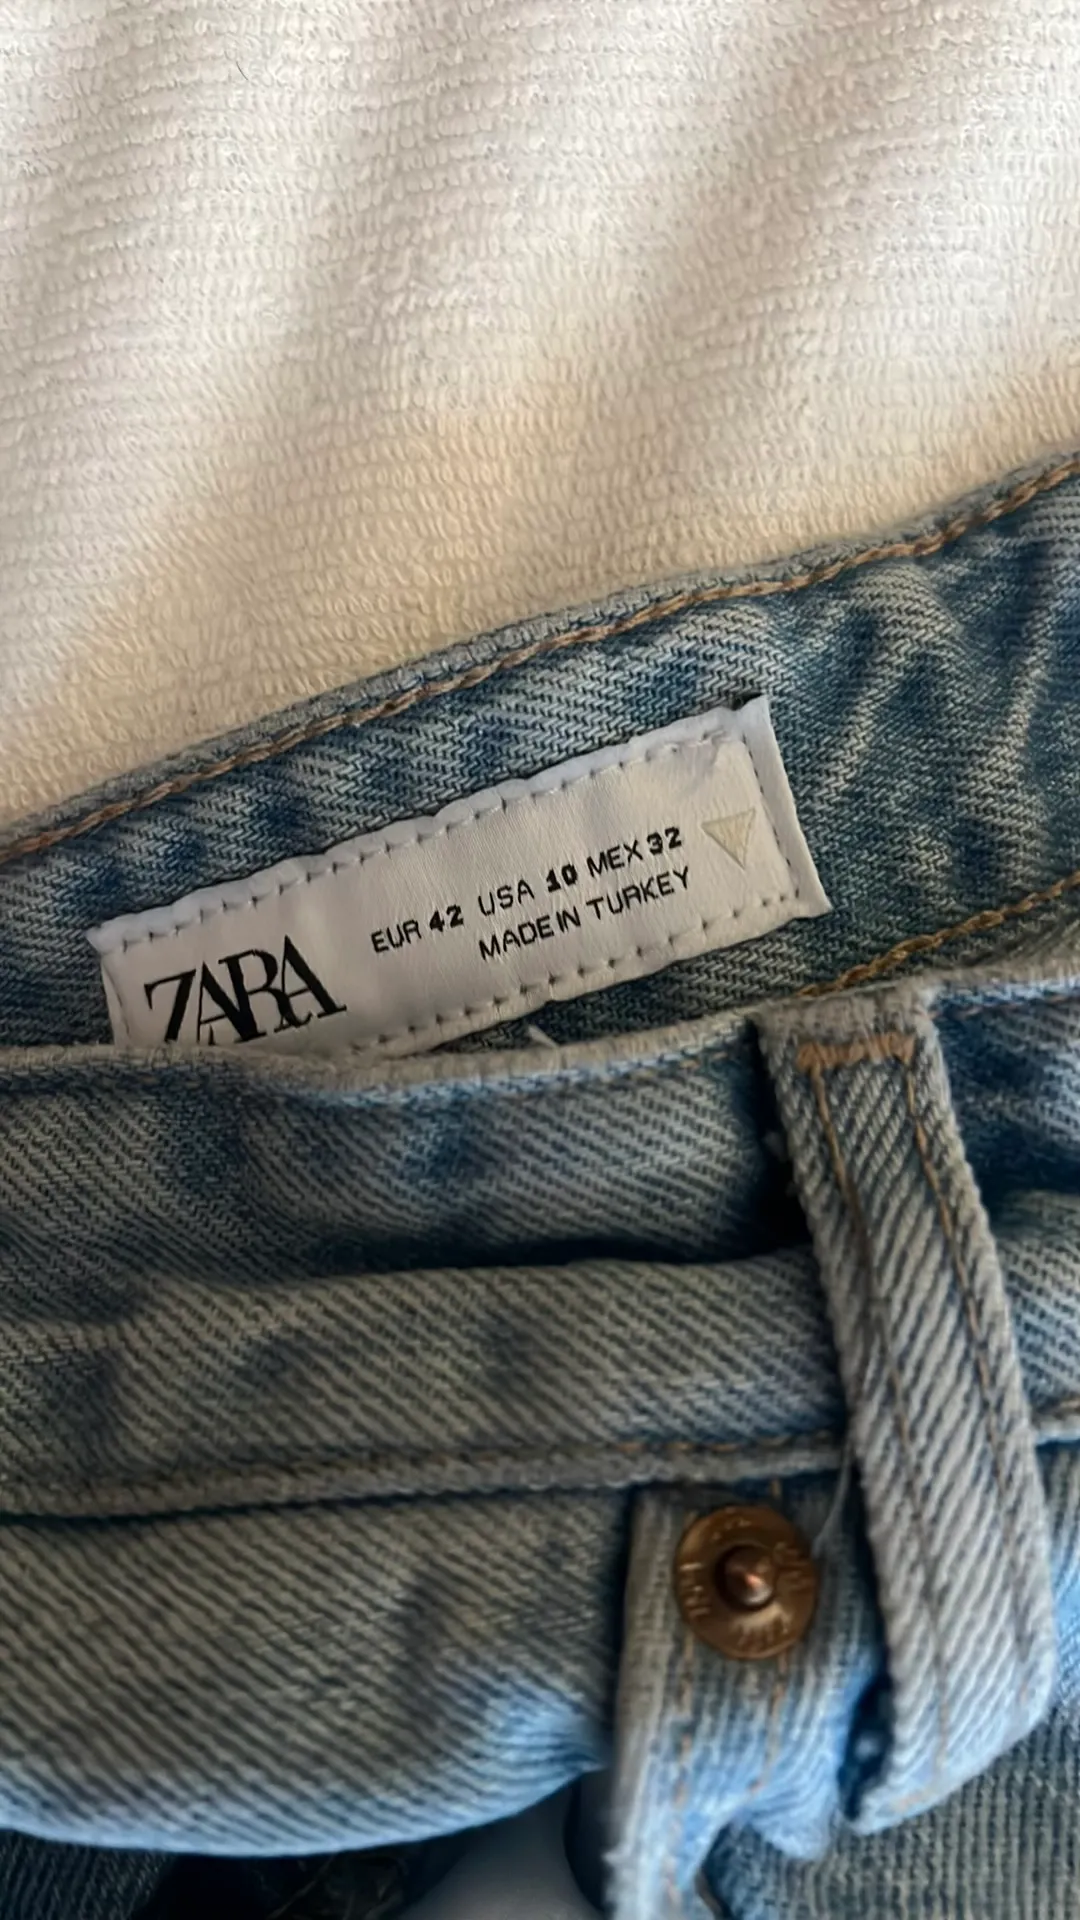 ZARA
EUR 42 USA 10 MEX 32
MADE IN TURKEY